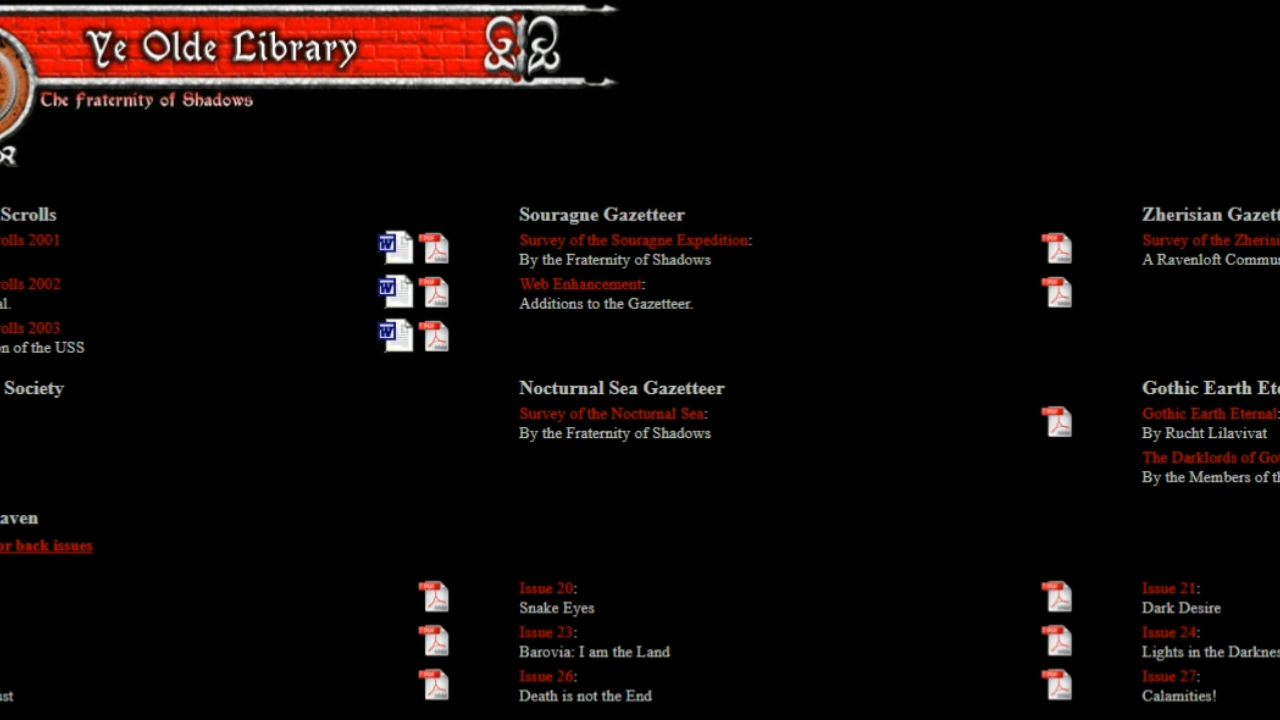 Ye Olde Library
The Fraternity of Shadows
Scrolls
olls 2001
olls 2002
al.
olls 2003
n of the USS
Souragne Gazetteer
Survey of the Souragne Expedition:
By the Fraternity of Shadows
Web Enhancement:
Additions to the Gazetteer.
Zherisian Gazett
Survey of the Zherisi
A Ravenloft Commu
Society
Nocturnal Sea Gazetteer
Survey of the Nocturnal Sea:
By the Fraternity of Shadows
Gothic Earth Ete
Gothic Earth Eternal:
By Rucht Lilavivat
The Darklords of Go
By the Members of th
aven
or back issues
Issue 20:
Snake Eyes
Issue 23:
Barovia: I am the Land
Issue 26:
Death is not the End
Issue 21:
Dark Desire
Issue 24:
Lights in the Darknes
Issue 27:
Calamities!